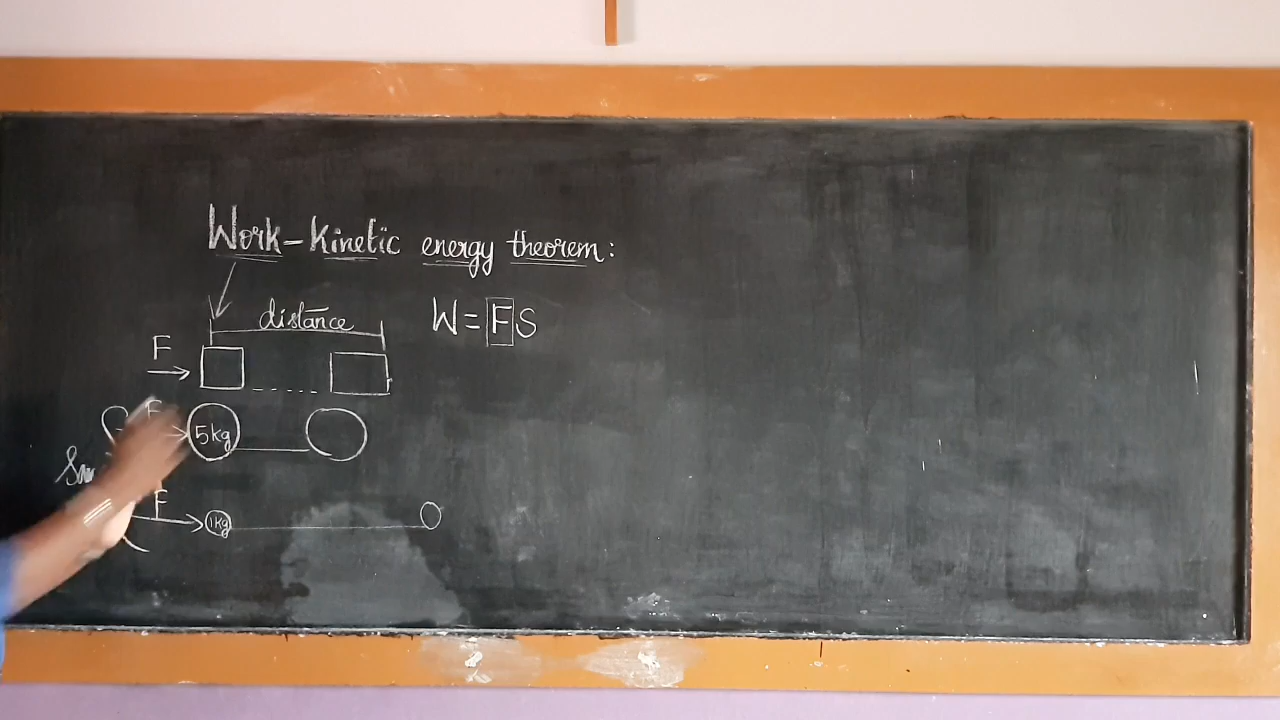 Work-Kinetic energy theorem:
distance
W = FS
F
F
5kg
F
1kg